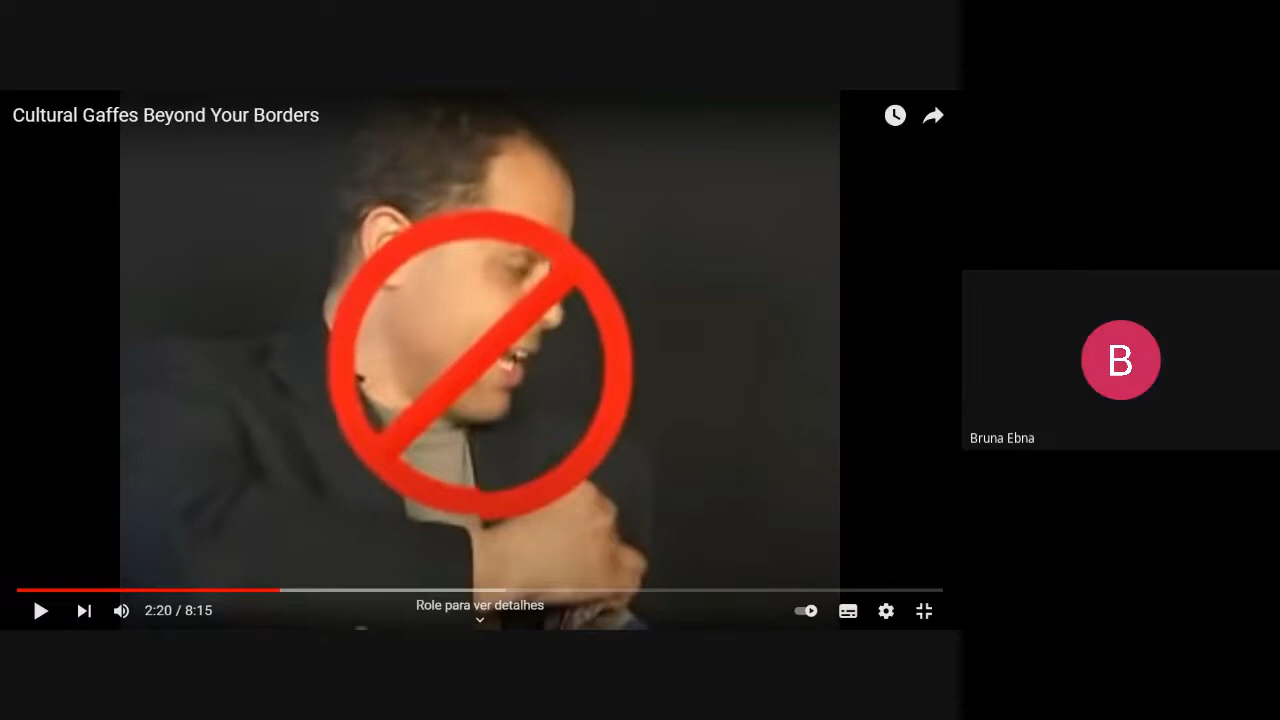 Cultural Gaffes Beyond Your Borders
B
Bruna Ebna
2:20 / 8:15
Role para ver detalhes